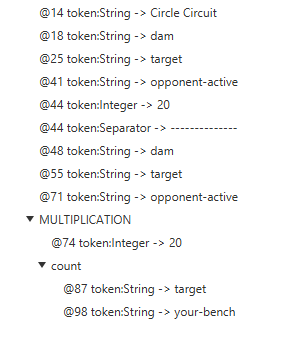 @14 token:String -> Circle Circuit
@18 token:String -> dam
@25 token:String -> target
@41 token:String -> opponent-active
@44 token:Integer -> 20
@44 token:Separator -> --------------
@48 token:String -> dam
@55 token:String -> target
@71 token:String -> opponent-active
MULTIPLICATION
@74 token:Integer -> 20
count
@87 token:String -> target
@98 token:String -> your-bench